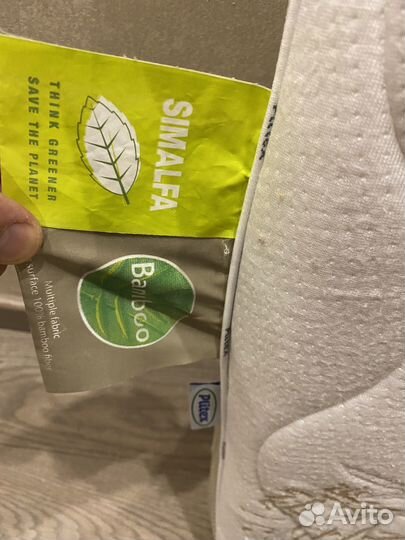 SIMALFA
THINK GREENER
SAVE THE PLANET
Bamboo
Multiple fabric
surface 100% bamboo fiber
Plitex
Avito